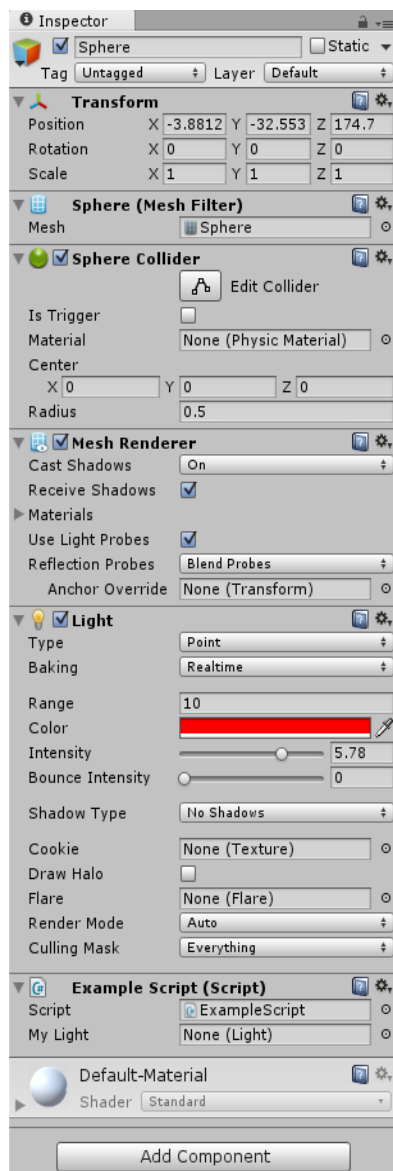 Inspector
Sphere Static
Tag Untagged Layer Default
Transform
Position X -3.8812 Y -32.553 Z 174.7
Rotation X 0 Y 0 Z 0
Scale X 1 Y 1 Z 1
Sphere (Mesh Filter)
Mesh Sphere
Sphere Collider
Edit Collider
Is Trigger
Material None (Physic Material)
Center
X 0 Y 0 Z 0
Radius 0.5
Mesh Renderer
Cast Shadows On
Receive Shadows
Materials
Use Light Probes
Reflection Probes Blend Probes
Anchor Override None (Transform)
Light
Type Point
Baking Realtime
Range 10
Color
Intensity 5.78
Bounce Intensity 0
Shadow Type No Shadows
Cookie None (Texture)
Draw Halo
Flare None (Flare)
Render Mode Auto
Culling Mask Everything
Example Script (Script)
Script ExampleScript
My Light None (Light)
Default-Material
Shader Standard
Add Component